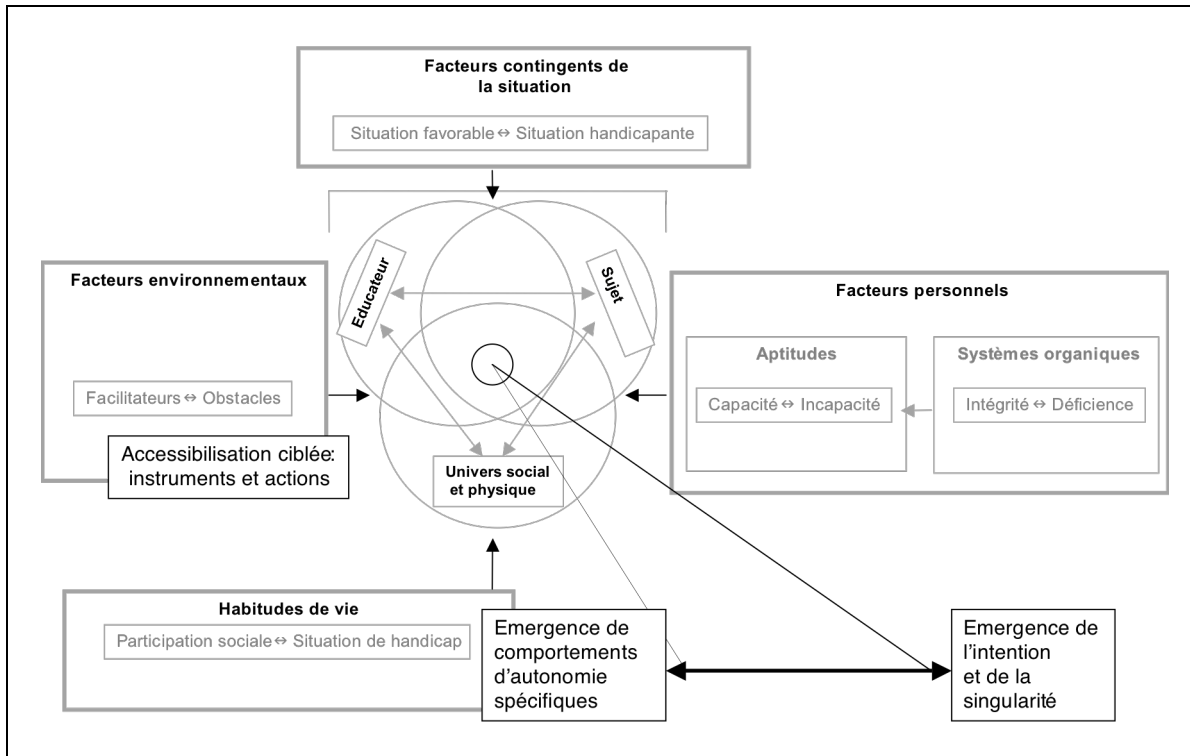 Facteurs contingents de
la situation
Situation favorable ↔ Situation handicapante
Facteurs environnementaux
Facilitateurs ↔ Obstacles
Accessibilisation ciblée:
instruments et actions
Educateur
Sujet
Univers social
et physique
Facteurs personnels
Aptitudes
Capacité ↔ Incapacité
Systèmes organiques
Intégrité ↔ Déficience
Habitudes de vie
Participation sociale ↔ Situation de handicap
Emergence de
comportements
d'autonomie
spécifiques
Emergence de
l'intention
et de la
singularité